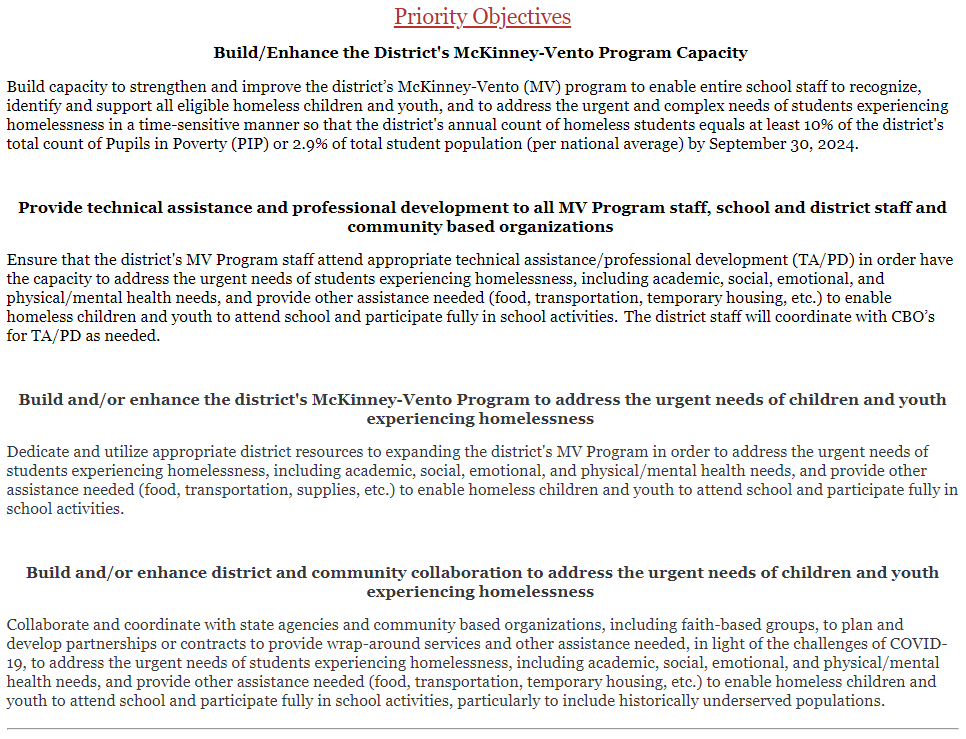 Priority Objectives
Build/Enhance the District's McKinney-Vento Program Capacity
Build capacity to strengthen and improve the district’s McKinney-Vento (MV) program to enable entire school staff to recognize,
identify and support all eligible homeless children and youth, and to address the urgent and complex needs of students experiencing
homelessness in a time-sensitive manner so that the district's annual count of homeless students equals at least 10% of the district's
total count of Pupils in Poverty (PIP) or 2.9% of total student population (per national average) by September 30, 2024.
Provide technical assistance and professional development to all MV Program staff, school and district staff and
community based organizations
Ensure that the district's MV Program staff attend appropriate technical assistance/professional development (TA/PD) in order have
the capacity to address the urgent needs of students experiencing homelessness, including academic, social, emotional, and
physical/mental health needs, and provide other assistance needed (food, transportation, temporary housing, etc.) to enable
homeless children and youth to attend school and participate fully in school activities. The district staff will coordinate with CBO’s
for TA/PD as needed.
Build and/or enhance the district's McKinney-Vento Program to address the urgent needs of children and youth
experiencing homelessness
Dedicate and utilize appropriate district resources to expanding the district's MV Program in order to address the urgent needs of
students experiencing homelessness, including academic, social, emotional, and physical/mental health needs, and provide other
assistance needed (food, transportation, supplies, etc.) to enable homeless children and youth to attend school and participate fully in
school activities.
Build and/or enhance district and community collaboration to address the urgent needs of children and youth
experiencing homelessness
Collaborate and coordinate with state agencies and community based organizations, including faith-based groups, to plan and
develop partnerships or contracts to provide wrap-around services and other assistance needed, in light of the challenges of COVID-
19, to address the urgent needs of students experiencing homelessness, including academic, social, emotional, and physical/mental
health needs, and provide other assistance needed (food, transportation, temporary housing, etc.) to enable homeless children and
youth to attend school and participate fully in school activities, particularly to include historically underserved populations.